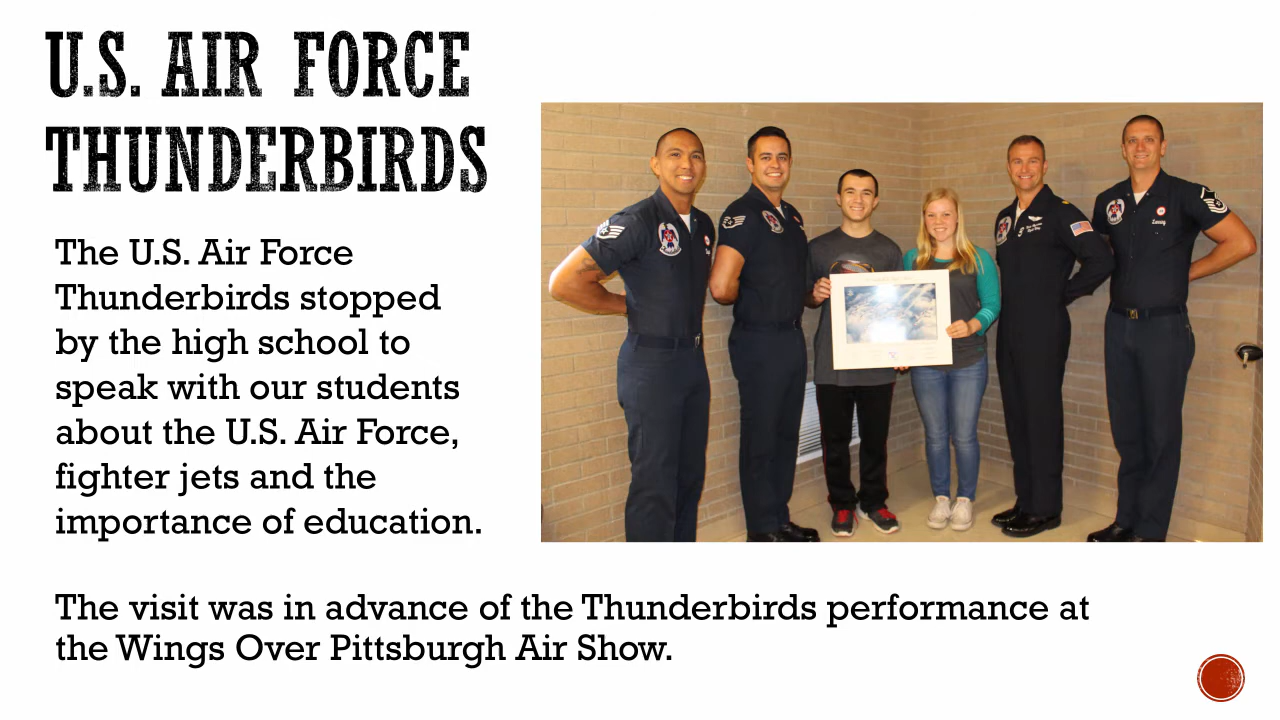 U.S. AIR FORCE
THUNDERBIRDS
The U.S. Air Force
Thunderbirds stopped
by the high school to
speak with our students
about the U.S. Air Force,
fighter jets and the
importance of education.
The visit was in advance of the Thunderbirds performance at
the Wings Over Pittsburgh Air Show.